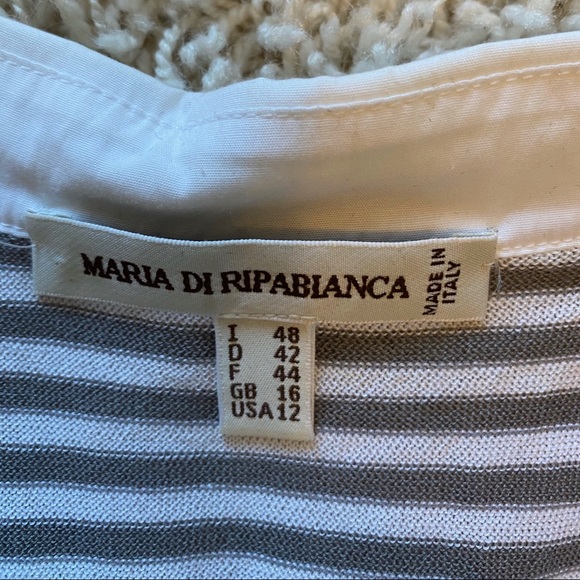 MARIA DI RIPABIANCA
MADE IN
ITALY
I 48
D 42
F 44
GB 16
USA 12